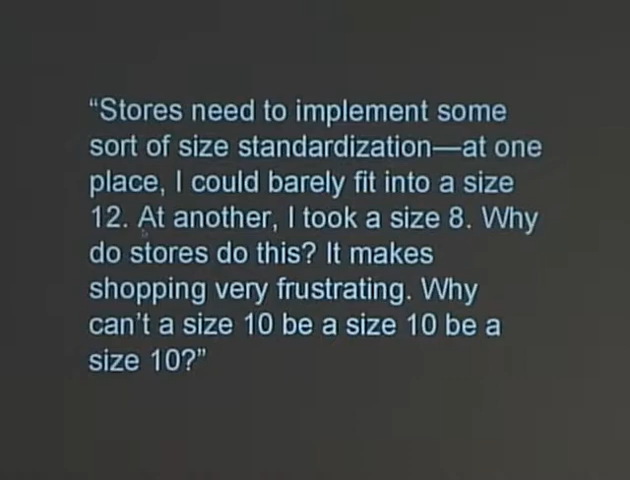 “Stores need to implement some
sort of size standardization—at one
place, I could barely fit into a size
12. At another, I took a size 8. Why
do stores do this? It makes
shopping very frustrating. Why
can’t a size 10 be a size 10 be a
size 10?”